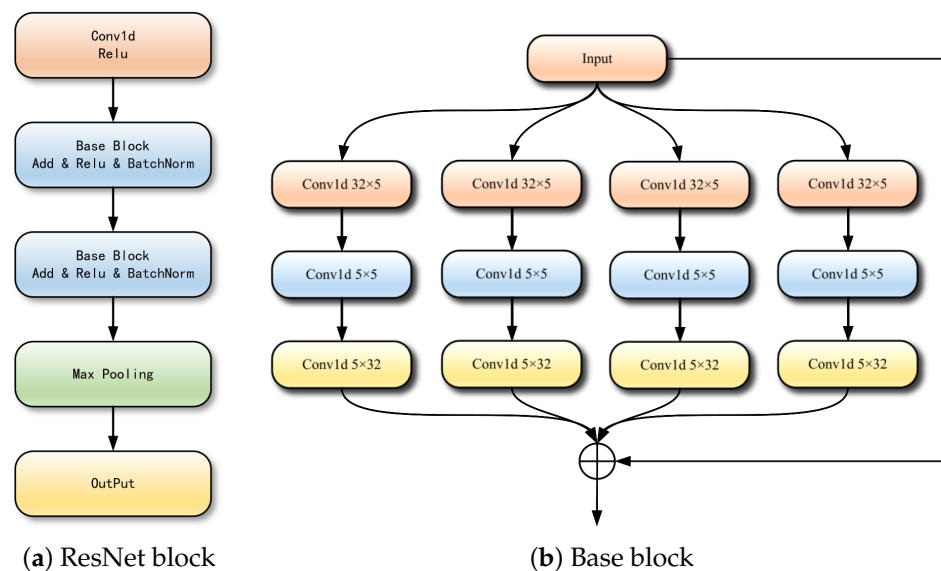 Conv1d
Relu
Base Block
Add & Relu & BatchNorm
Base Block
Add & Relu & BatchNorm
Max Pooling
OutPut
(a) ResNet block
Input
Conv1d 32×5
Conv1d 32×5
Conv1d 32×5
Conv1d 32×5
Conv1d 5×5
Conv1d 5×5
Conv1d 5×5
Conv1d 5×5
Conv1d 5×32
Conv1d 5×32
Conv1d 5×32
Conv1d 5×32
(b) Base block